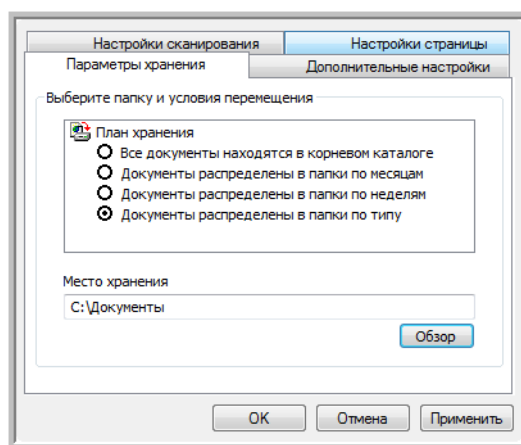 Настройки сканирования
Настройки страницы
Параметры хранения
Дополнительные настройки
Выберите папку и условия перемещения
План хранения
Все документы находятся в корневом каталоге
Документы распределены в папки по месяцам
Документы распределены в папки по неделям
Документы распределены в папки по типу
Место хранения
C:\Документы
Обзор
OK
Отмена
Применить